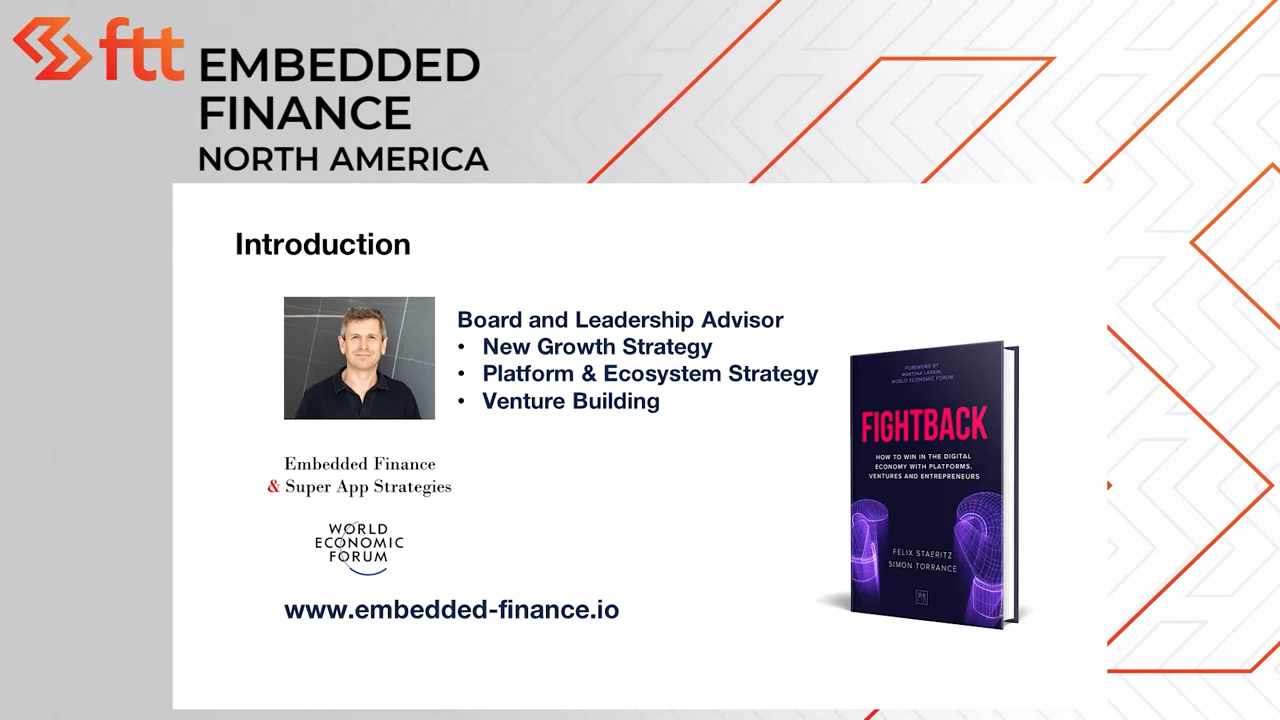 ftt EMBEDDED
FINANCE
NORTH AMERICA
Introduction
Board and Leadership Advisor
• New Growth Strategy
• Platform & Ecosystem Strategy
• Venture Building
Embedded Finance
& Super App Strategies
WORLD
ECONOMIC
FORUM
www.embedded-finance.io
FOREWORD BY
MARTINA LARKIN,
WORLD ECONOMIC FORUM
FIGHTBACK
HOW TO WIN IN THE DIGITAL
ECONOMY WITH PLATFORMS,
VENTURES AND ENTREPRENEURS
FELIX STAERITZ
SIMON TORRANCE